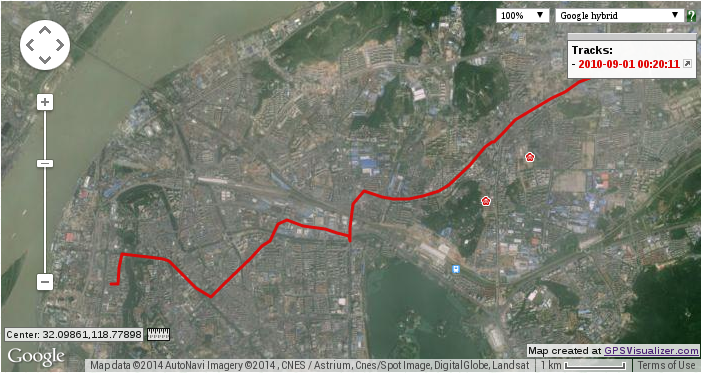 100%
Google hybrid
?
Tracks:
- 2010-09-01 00:20:11
Center: 32.09861,118.77898
Map created at GPSVisualizer.com
Google
Map data ©2014 AutoNavi Imagery ©2014 , CNES / Astrium, Cnes/Spot Image, DigitalGlobe, Landsat
1 km
Terms of Use